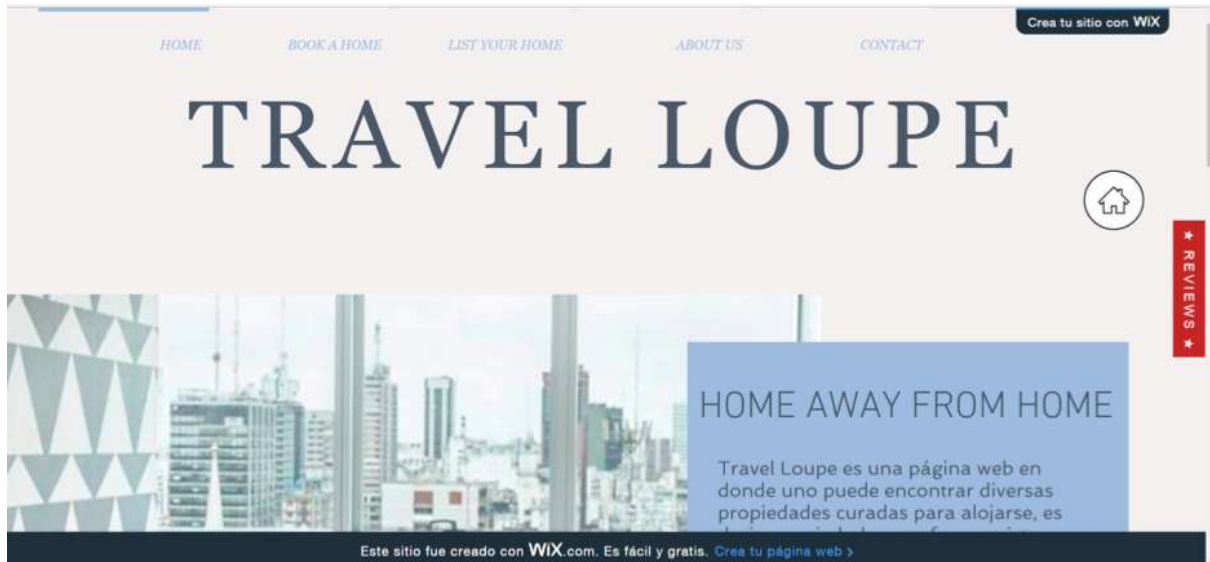 Crea tu sitio con WiX
HOME BOOK A HOME LIST YOUR HOME ABOUT US CONTACT
TRAVEL LOUPE
★ REVIEWS ★
HOME AWAY FROM HOME
Travel Loupe es una página web en
donde uno puede encontrar diversas
propiedades curadas para alojarse, es
Este sitio fue creado con WiX.com. Es fácil y gratis. Crea tu página web >